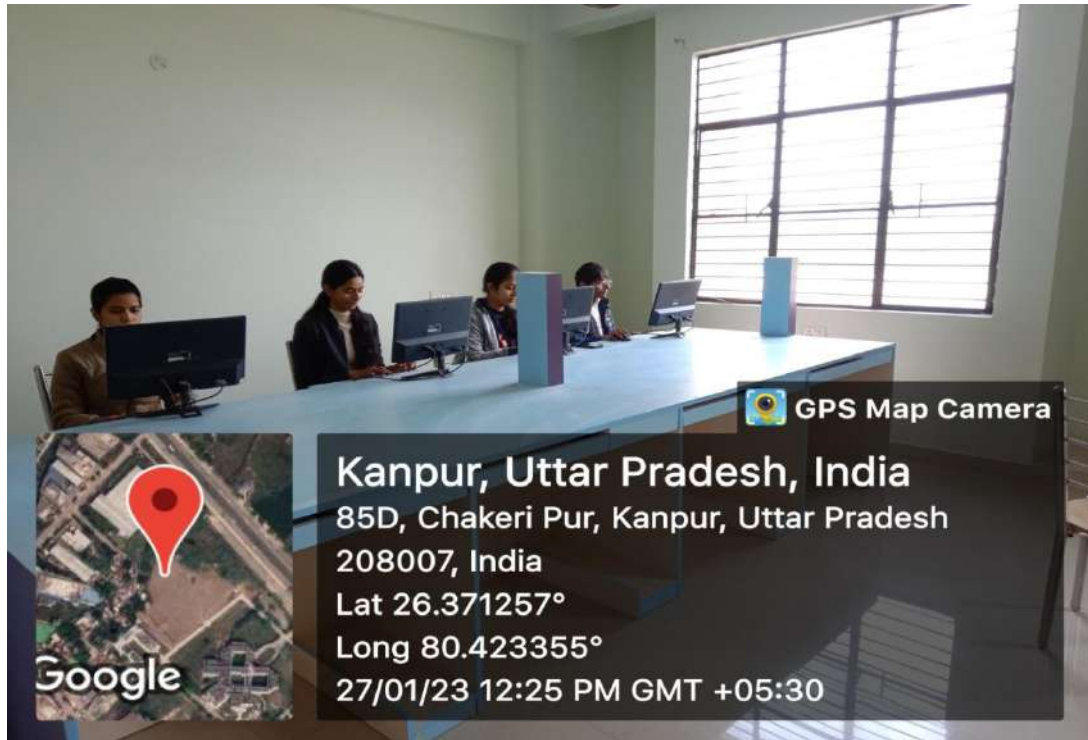 GPS Map Camera
Kanpur, Uttar Pradesh, India
85D, Chakeri Pur, Kanpur, Uttar Pradesh
208007, India
Lat 26.371257°
Long 80.423355°
27/01/23 12:25 PM GMT +05:30
Google